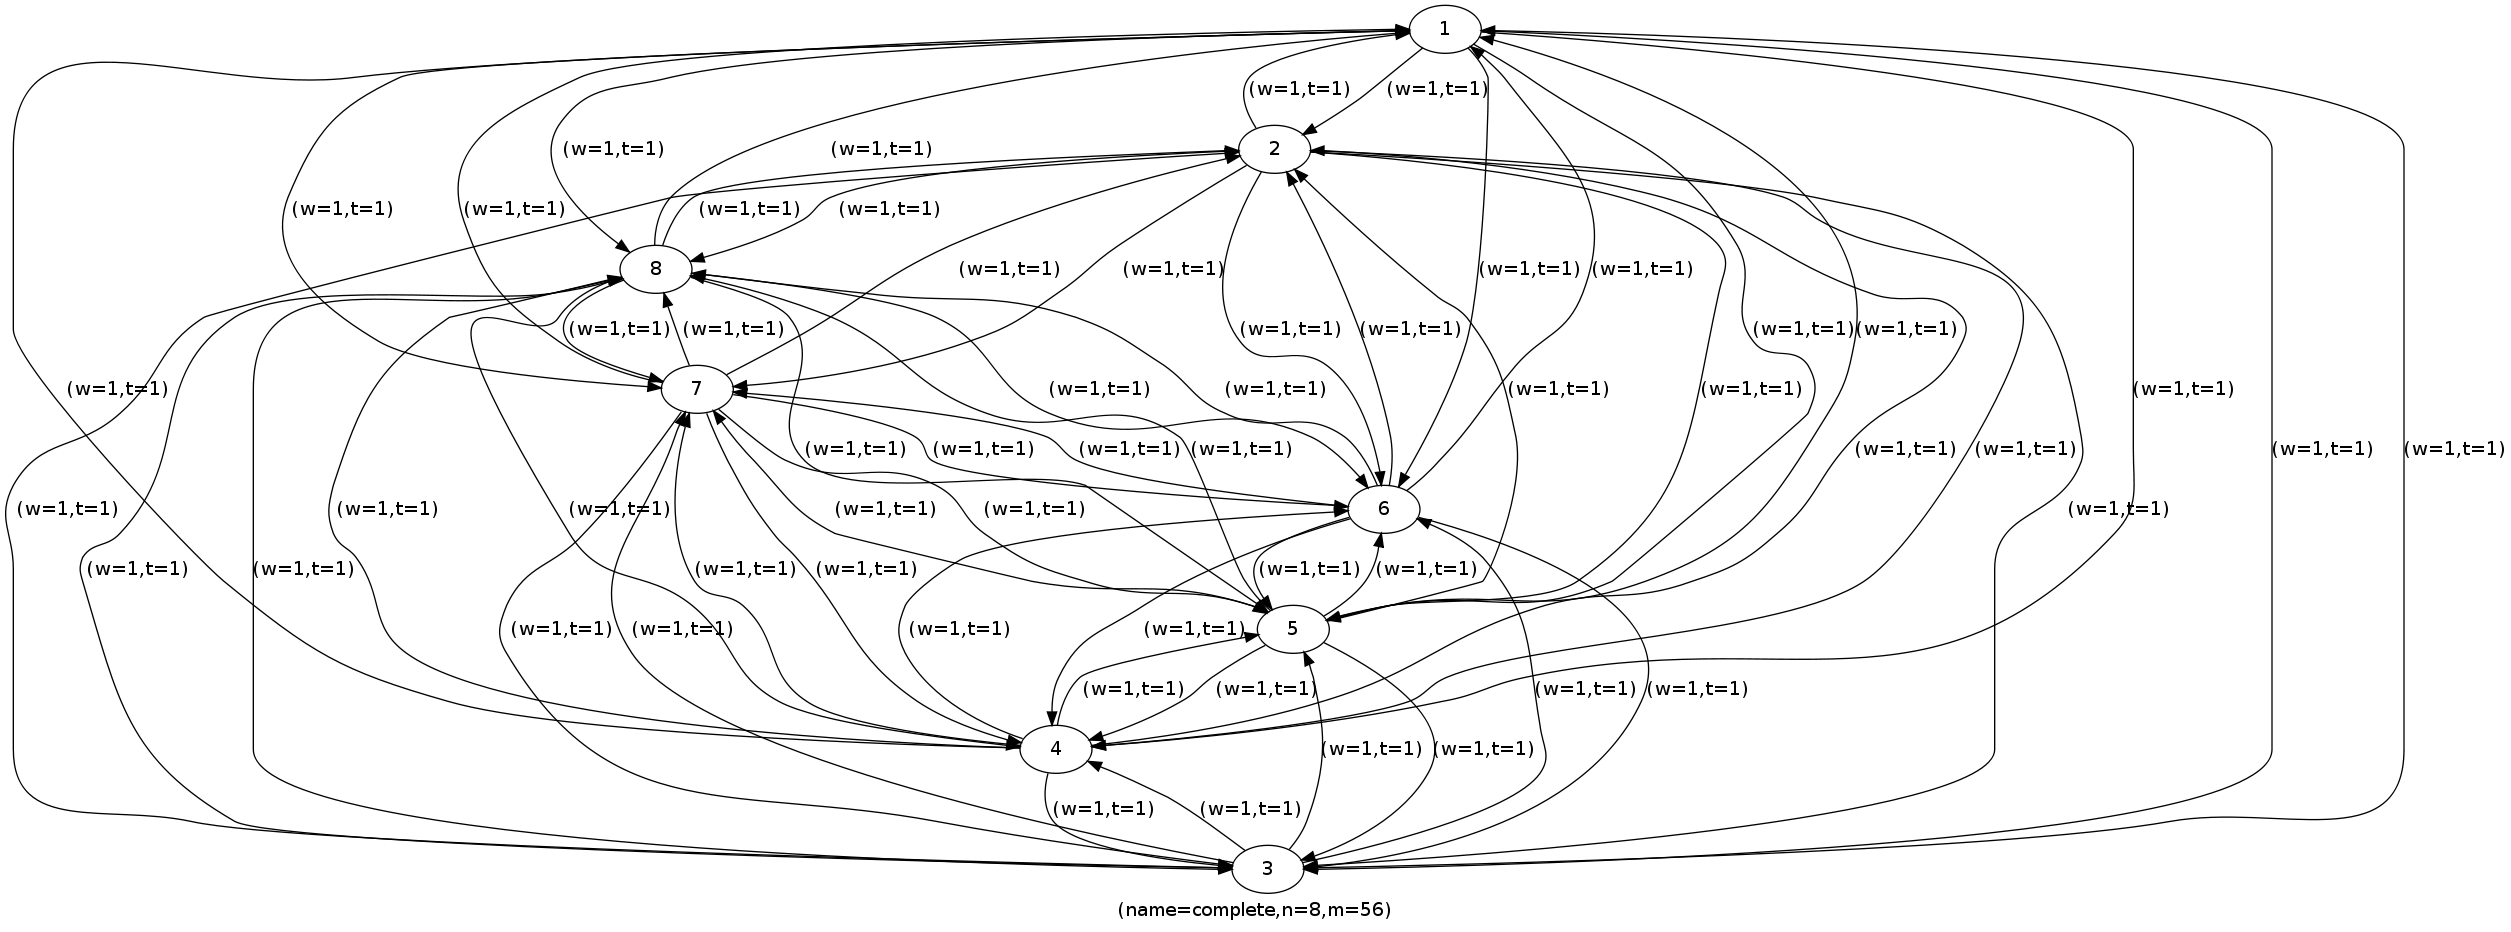 1
(w=1,t=1) (w=1,t=1)
(w=1,t=1) (w=1,t=1) 2
(w=1,t=1) (w=1,t=1) (w=1,t=1) (w=1,t=1)
8 (w=1,t=1) (w=1,t=1) (w=1,t=1) (w=1,t=1)
(w=1,t=1) (w=1,t=1) (w=1,t=1) (w=1,t=1) (w=1,t=1) (w=1,t=1)
(w=1,t=1) 7 (w=1,t=1) (w=1,t=1) (w=1,t=1) (w=1,t=1) (w=1,t=1)
(w=1,t=1) (w=1,t=1) (w=1,t=1) (w=1,t=1) (w=1,t=1) (w=1,t=1) (w=1,t=1) (w=1,t=1)
(w=1,t=1) (w=1,t=1) (w=1,t=1) (w=1,t=1) (w=1,t=1) 6 (w=1,t=1)
(w=1,t=1) (w=1,t=1) (w=1,t=1) (w=1,t=1) (w=1,t=1) (w=1,t=1)
(w=1,t=1) (w=1,t=1) (w=1,t=1) (w=1,t=1) 5
(w=1,t=1) (w=1,t=1) (w=1,t=1) (w=1,t=1)
4 (w=1,t=1) (w=1,t=1)
(w=1,t=1) (w=1,t=1)
3
(name=complete,n=8,m=56)